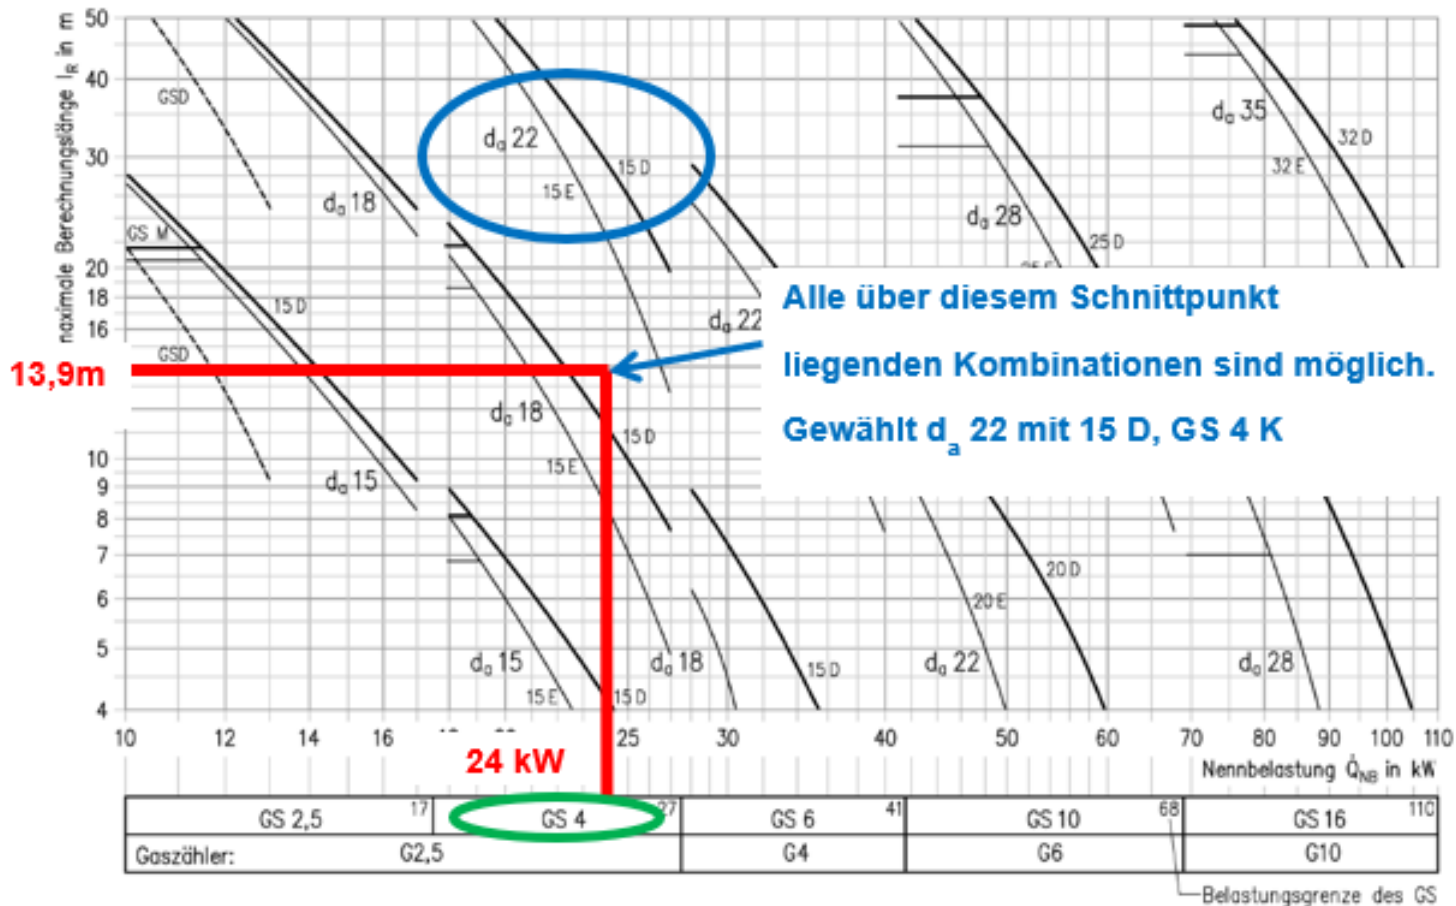 50
naximale Berechnungslänge l_R in m
40
30
20
18
16
13,9m
10
9
8
7
6
5
4
GSD
d_a 18
d_a 22
15 E
15 D
d_a 28
25 D
d_a 35
32 E
32 D
GS M
15 D
GSD
d_a 15
d_a 22
Alle über diesem Schnittpunkt
liegenden Kombinationen sind möglich.
Gewählt d_a 22 mit 15 D, GS 4 K
d_a 18
15 E
15 D
d_a 15
15 E
15 D
d_a 18
15 D
d_a 22
20 E
20 D
d_a 28
10 12 14 16 25 30 40 50 60 70 80 90 100 110
24 kW
Nennbelastung Q̇_NB in kW
GS 2,5 17 GS 4 27 GS 6 41 GS 10 68 GS 16 110
Gaszähler: G2,5 G4 G6 G10
Belastungsgrenze des GS